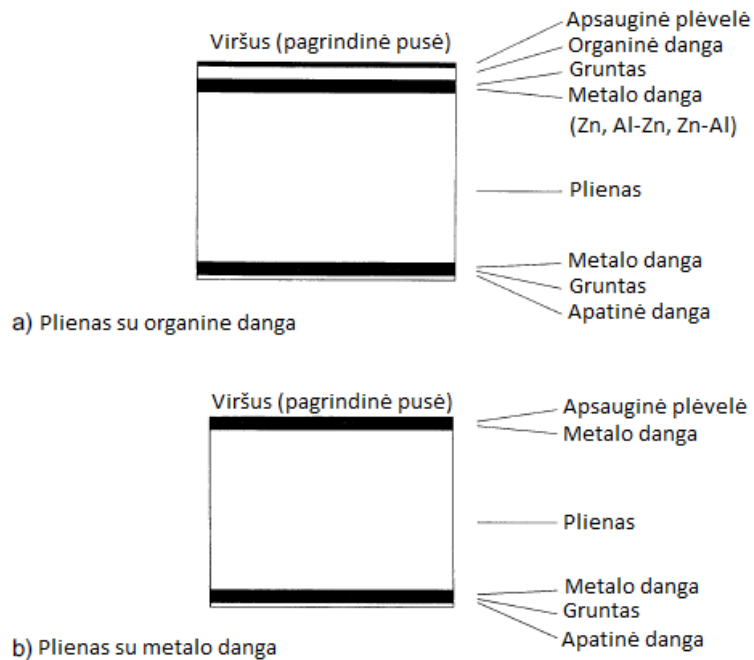 Viršus (pagrindinė pusė)
Apsauginė plėvelė
Organinė danga
Gruntas
Metalo danga
(Zn, Al-Zn, Zn-Al)
Plienas
Metalo danga
Gruntas
Apatinė danga
a) Plienas su organine danga
Viršus (pagrindinė pusė)
Apsauginė plėvelė
Metalo danga
Plienas
Metalo danga
Gruntas
Apatinė danga
b) Plienas su metalo danga